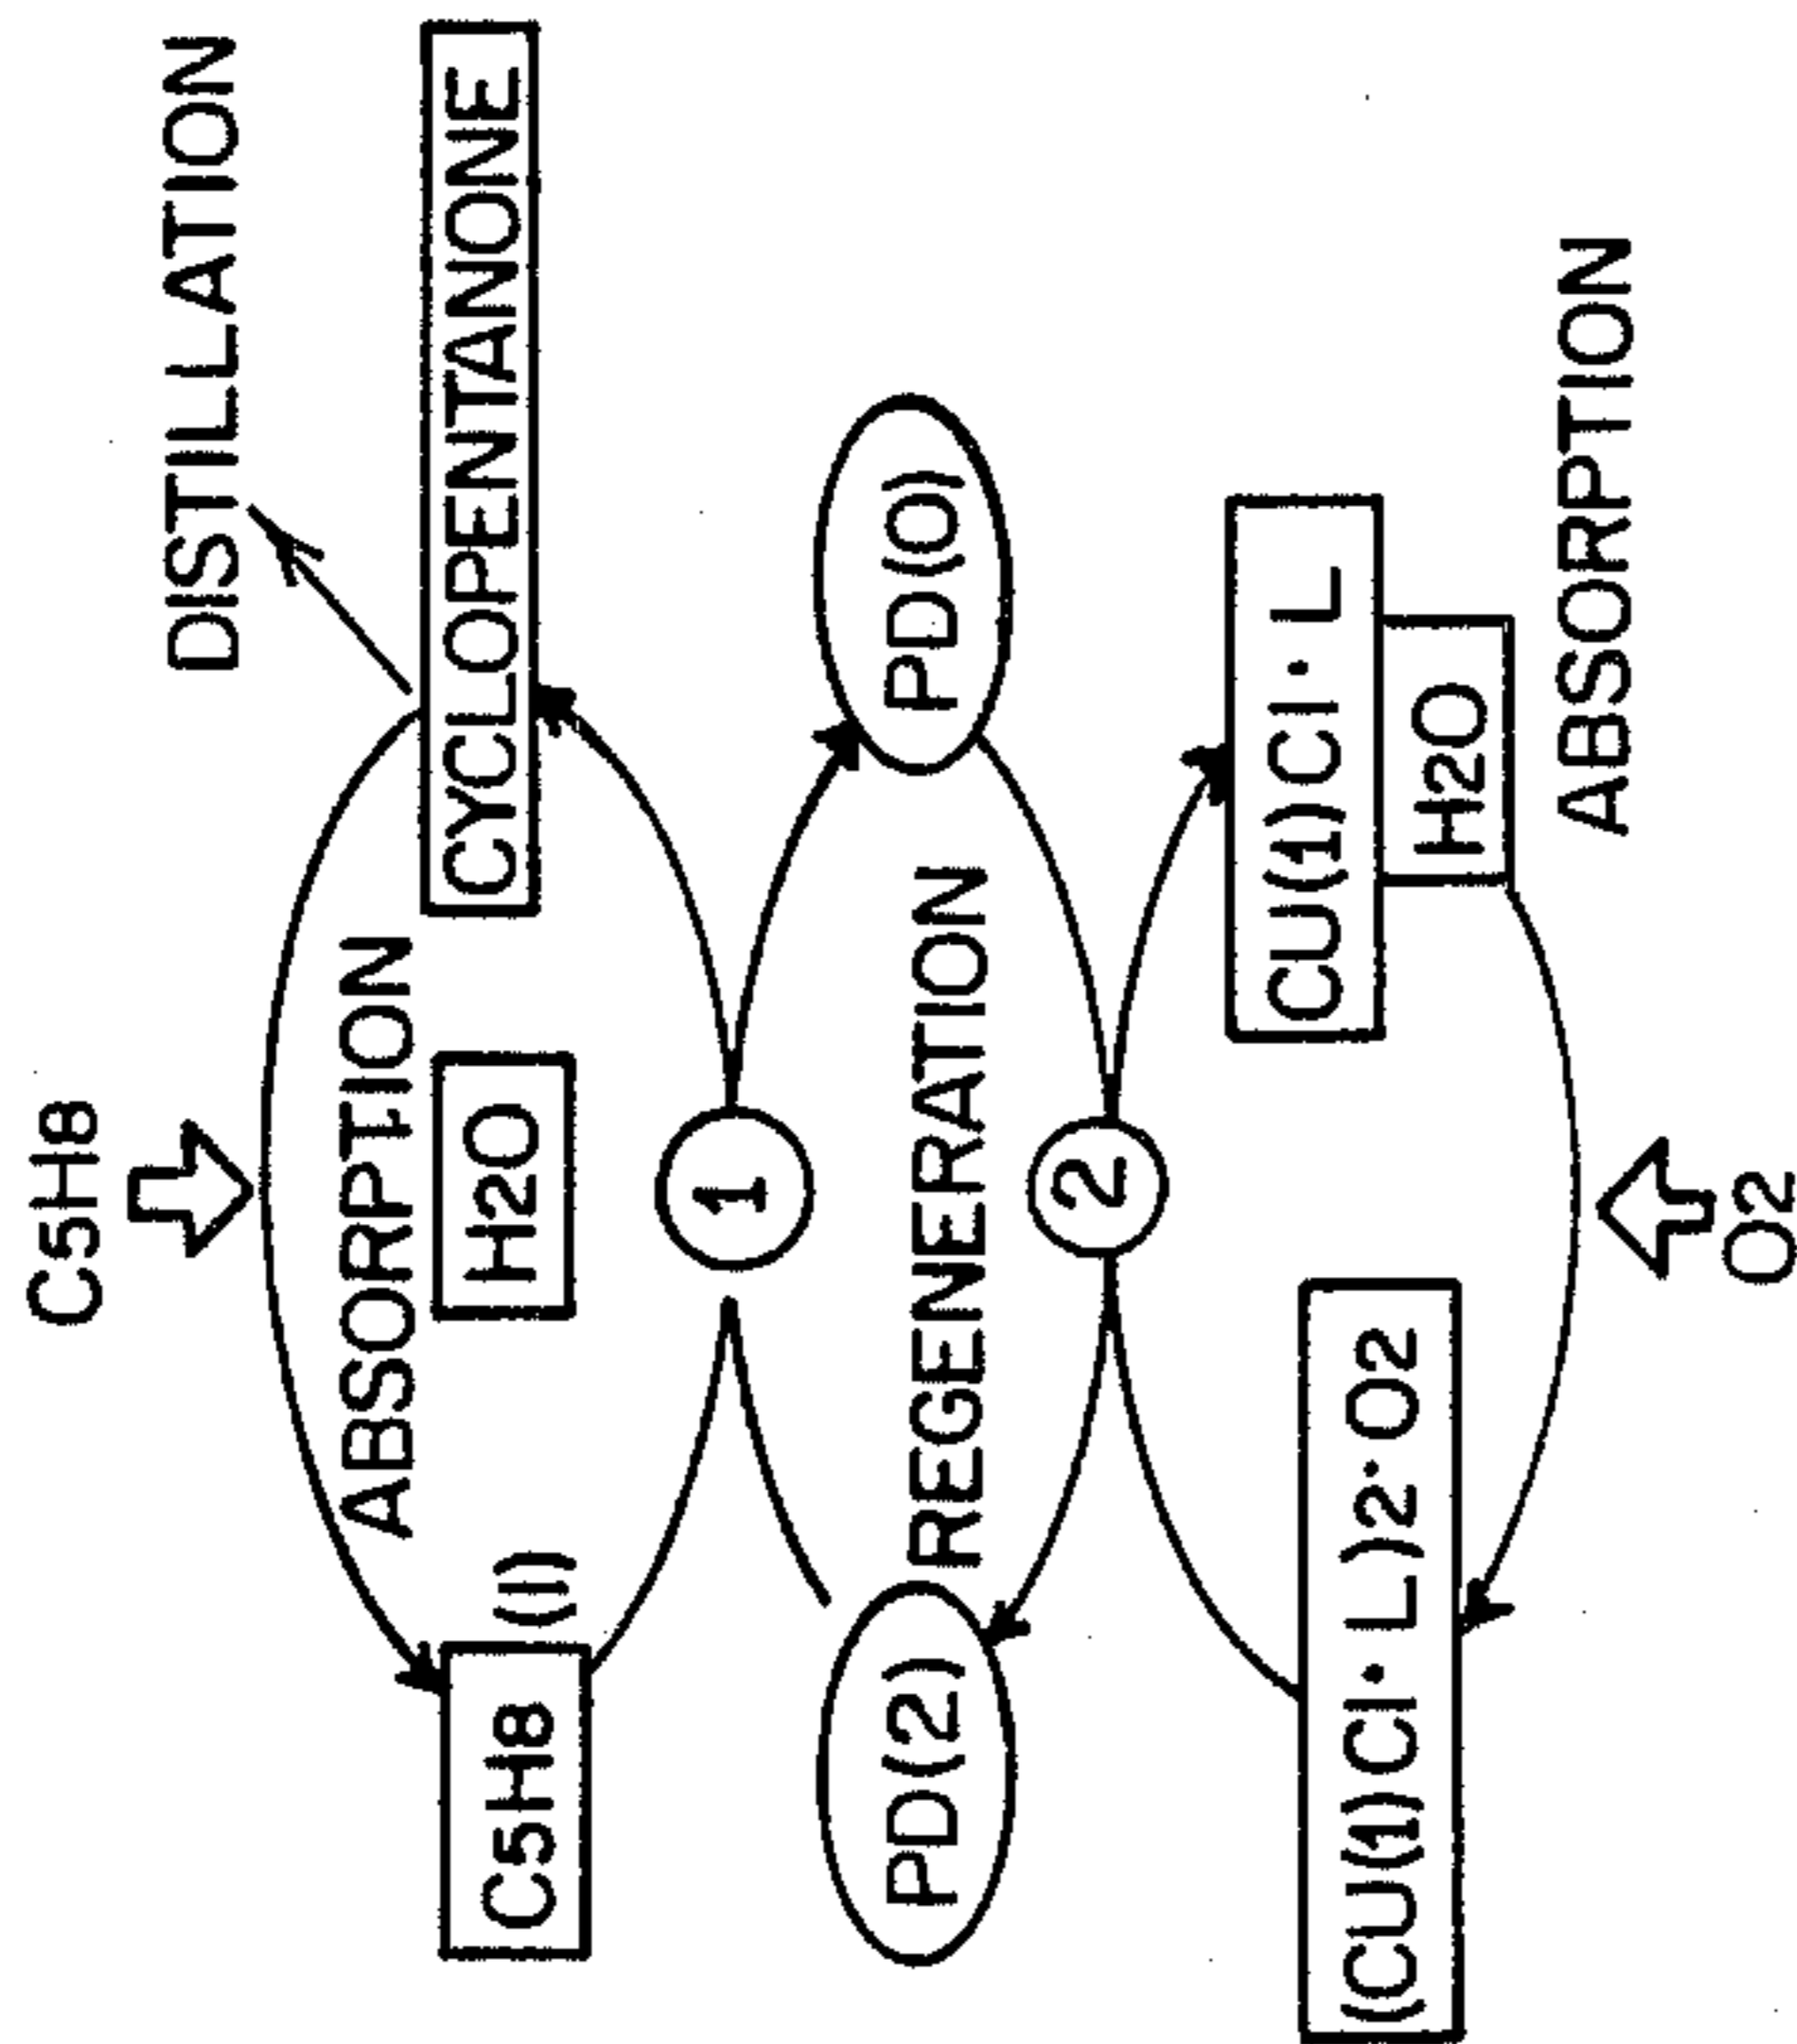 C5H8
DISTILLATION
ABSORPTION
C5H8 (l)
H2O
CYCLOPENTANONE
1
PD(2)
REGENERATION
PD(0)
2
(CU(1)Cl·L)2·O2
CU(1)Cl·L
H2O
ABSORPTION
O2